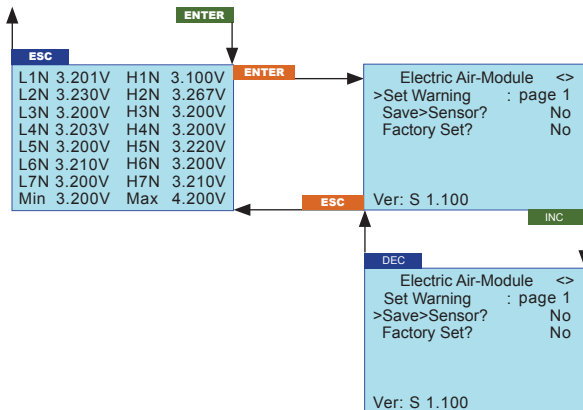 ENTER
ESC
L1N 3.201V H1N 3.100V
L2N 3.230V H2N 3.267V
L3N 3.200V H3N 3.200V
L4N 3.203V H4N 3.200V
L5N 3.200V H5N 3.220V
L6N 3.210V H6N 3.200V
L7N 3.200V H7N 3.210V
Min 3.200V Max 4.200V
ENTER
Electric Air-Module <>
>Set Warning : page 1
Save>Sensor? No
Factory Set? No
Ver: S 1.100
ESC
INC
DEC
Electric Air-Module <>
Set Warning : page 1
>Save>Sensor? No
Factory Set? No
Ver: S 1.100